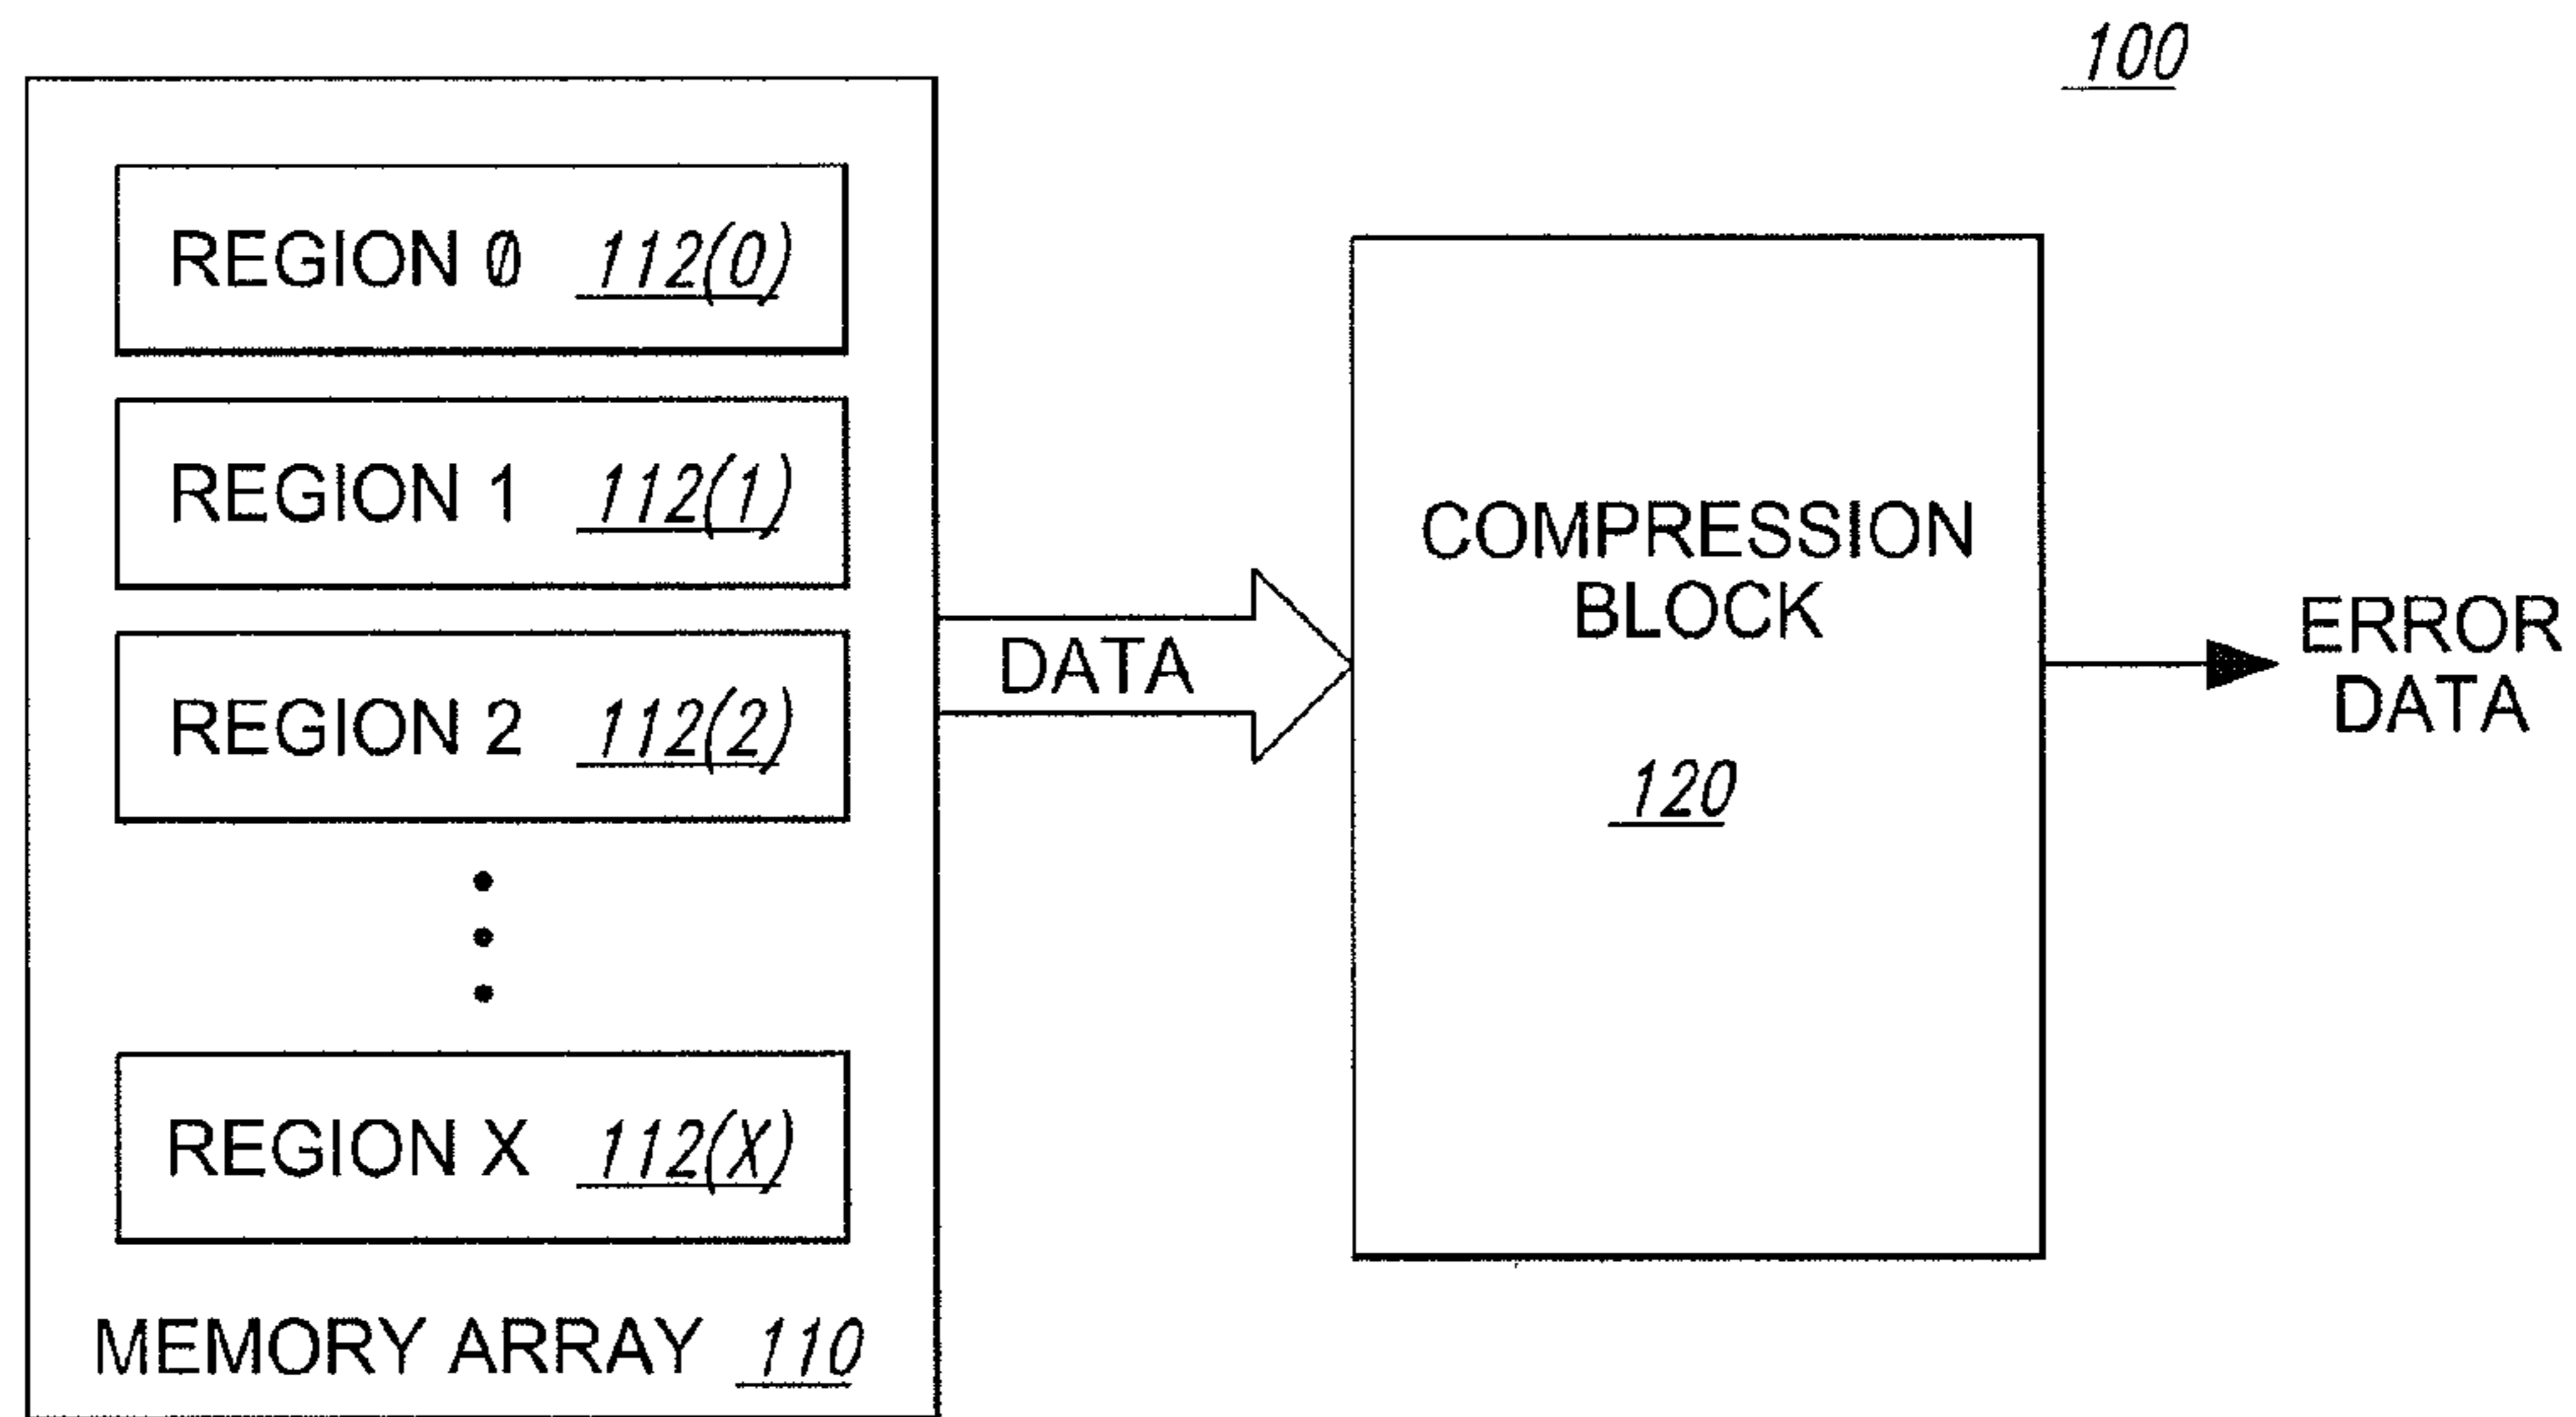 100
REGION 0 112(0)
REGION 1 112(1)
REGION 2 112(2)
REGION X 112(X)
MEMORY ARRAY 110
DATA
COMPRESSION
BLOCK
120
ERROR
DATA